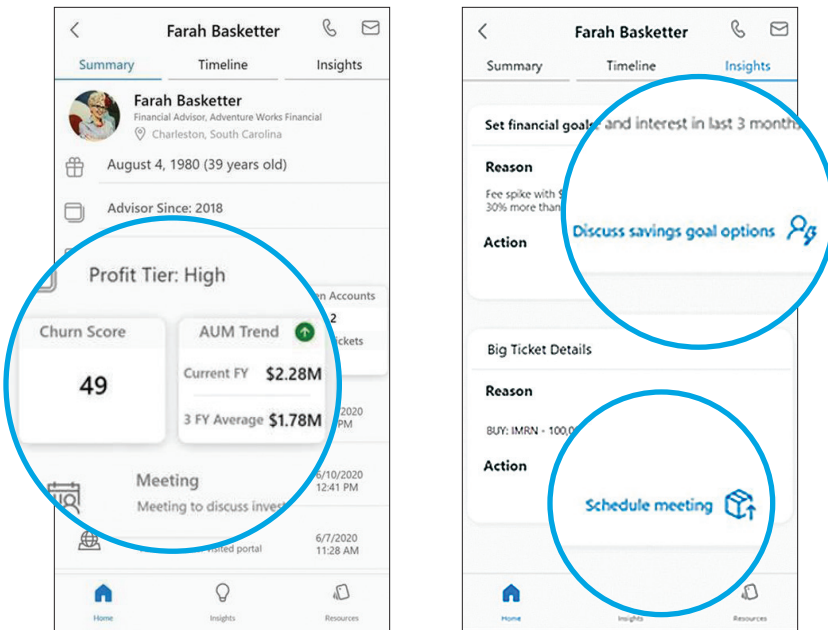 Farah Basketter
Summary Timeline Insights
Farah Basketter
Financial Advisor, Adventure Works Financial
Charleston, South Carolina
August 4, 1980 (39 years old)
Advisor Since: 2018
Profit Tier: High
en Accounts
2
ickets
Churn Score
49
AUM Trend
Current FY $2.28M
3 FY Average $1.78M
2020
PM
Meeting
Meeting to discuss inves
6/10/2020
12:41 PM
visited portal
6/7/2020
11:28 AM
Home Insights Resources
Farah Basketter
Summary Timeline Insights
Set financial goals
and interest in last 3 months
Reason
Fee spike with $
30% more than
Action
Discuss savings goal options
Big Ticket Details
Reason
BUY: IMRN - 100,0
Action
Schedule meeting
Home Insights Resources